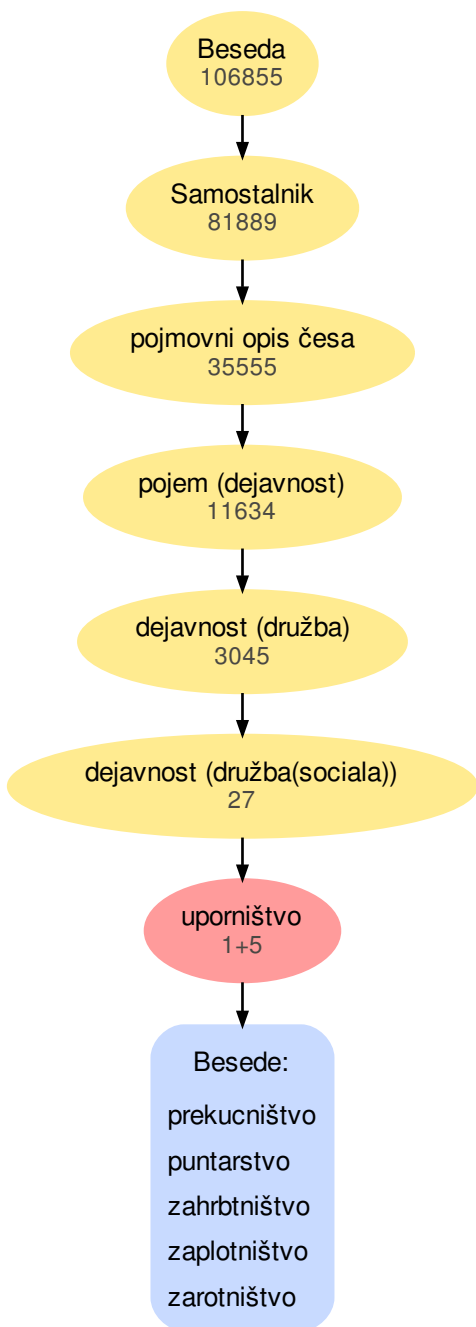 Beseda
106855
Samostalnik
81889
pojmovni opis česa
35555
pojem (dejavnost)
11634
dejavnost (družba)
3045
dejavnost (družba(sociala))
27
uporništvo
1+5
Besede:
prekucništvo
puntarstvo
zahrbtništvo
zaplotništvo
zarotništvo